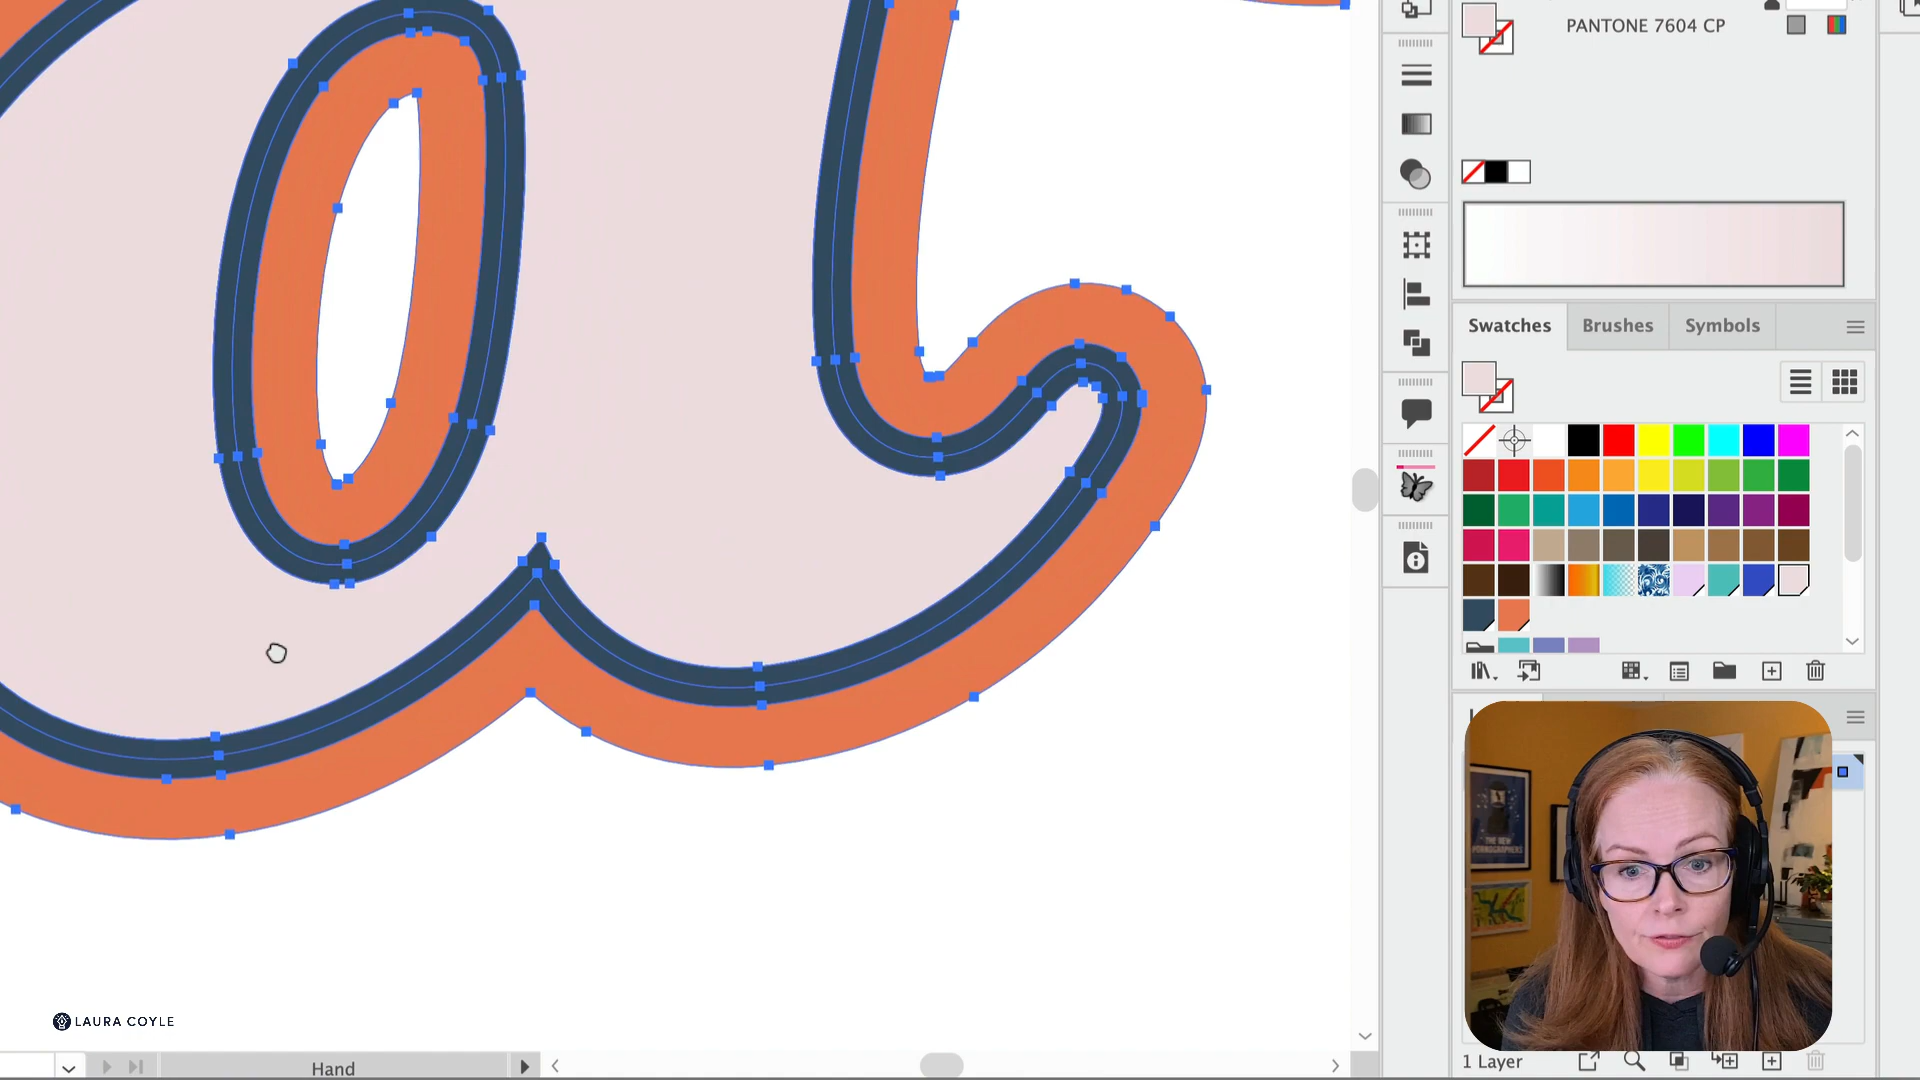 PANTONE 7604 CP
Swatches
Brushes
Symbols
LAURA COYLE
Hand
1 Layer